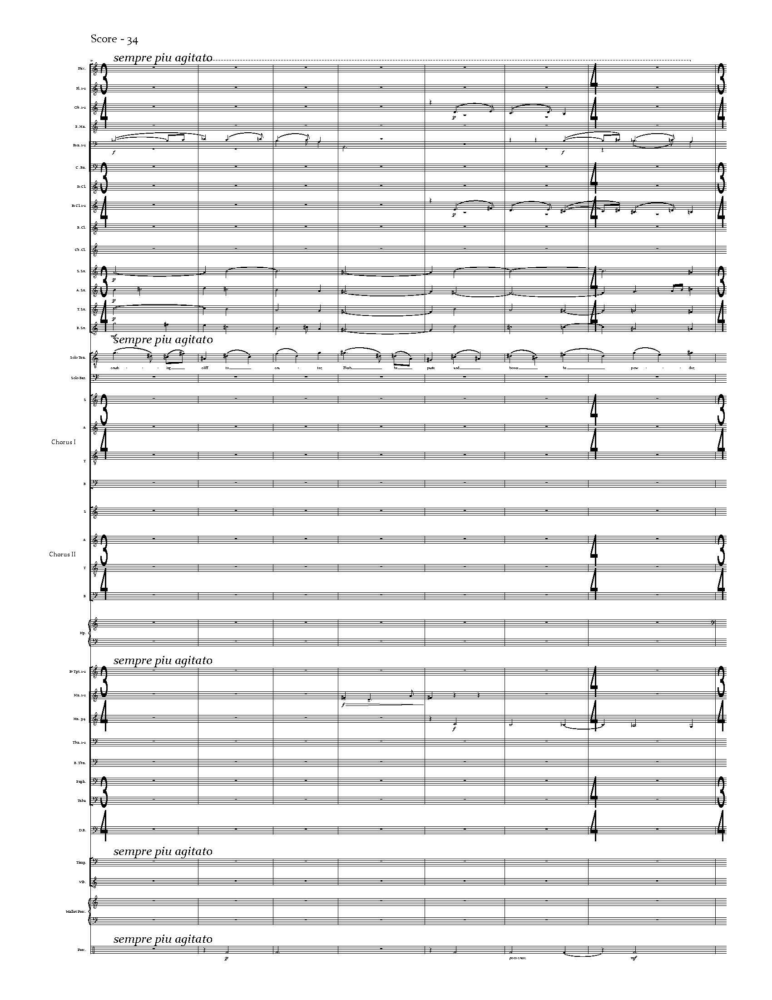 Score - 34
sempre piu agitato
Picc.
Fl. 1-2
Ob. 1-2
p
E. Hn.
Bsn. 1-2
f
f
C. Bn.
E♭ Cl.
B♭ Cl. 1-2
p
B. Cl.
Cb. Cl.
S. Sx.
p
A. Sx.
p
T. Sx.
p
B. Sx.
mf
sempre piu agitato
Solo Ten.
crash - - - ing cliff to cra - ter, Flesh be paste and bones be pow - - der,
Solo Bar.
S
A
Chorus I
T
B
S
A
Chorus II
T
B
Hp.
sempre piu agitato
B♭ Tpt. 1-2
Hn. 1-2
f
Hn. 3-4
f
Tbn. 1-2
B. Tbn.
Euph.
Tuba
D.B.
sempre piu agitato
Timp.
Vib.
Mallet Perc.
sempre piu agitato
Perc.
p
poco cresc.
mf